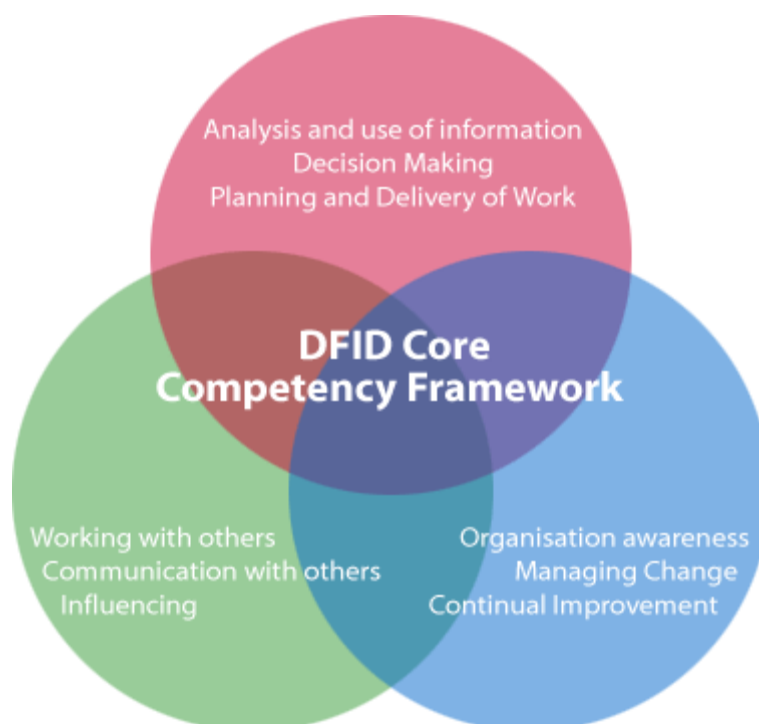 Analysis and use of information
Decision Making
Planning and Delivery of Work
DFID Core
Competency Framework
Working with others
Communication with others
Influencing
Organisation awareness
Managing Change
Continual Improvement